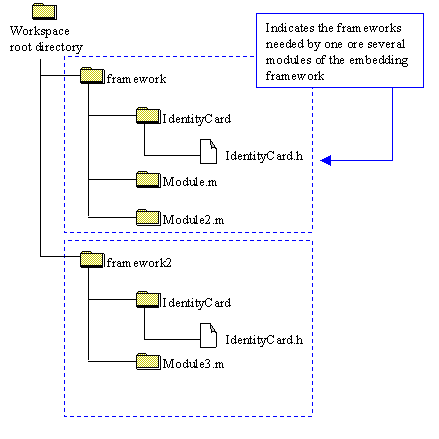 Workspace
root directory
Indicates the frameworks
needed by one ore several
modules of the embedding
framework
framework
IdentityCard
IdentityCard.h
Module.m
Module2.m
framework2
IdentityCard
IdentityCard.h
Module3.m